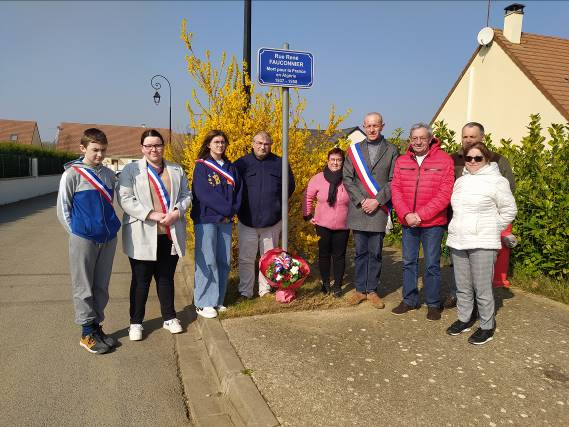 Rue René
FAUCONNIER
Mort pour la France
en Algérie
1937 - 1958